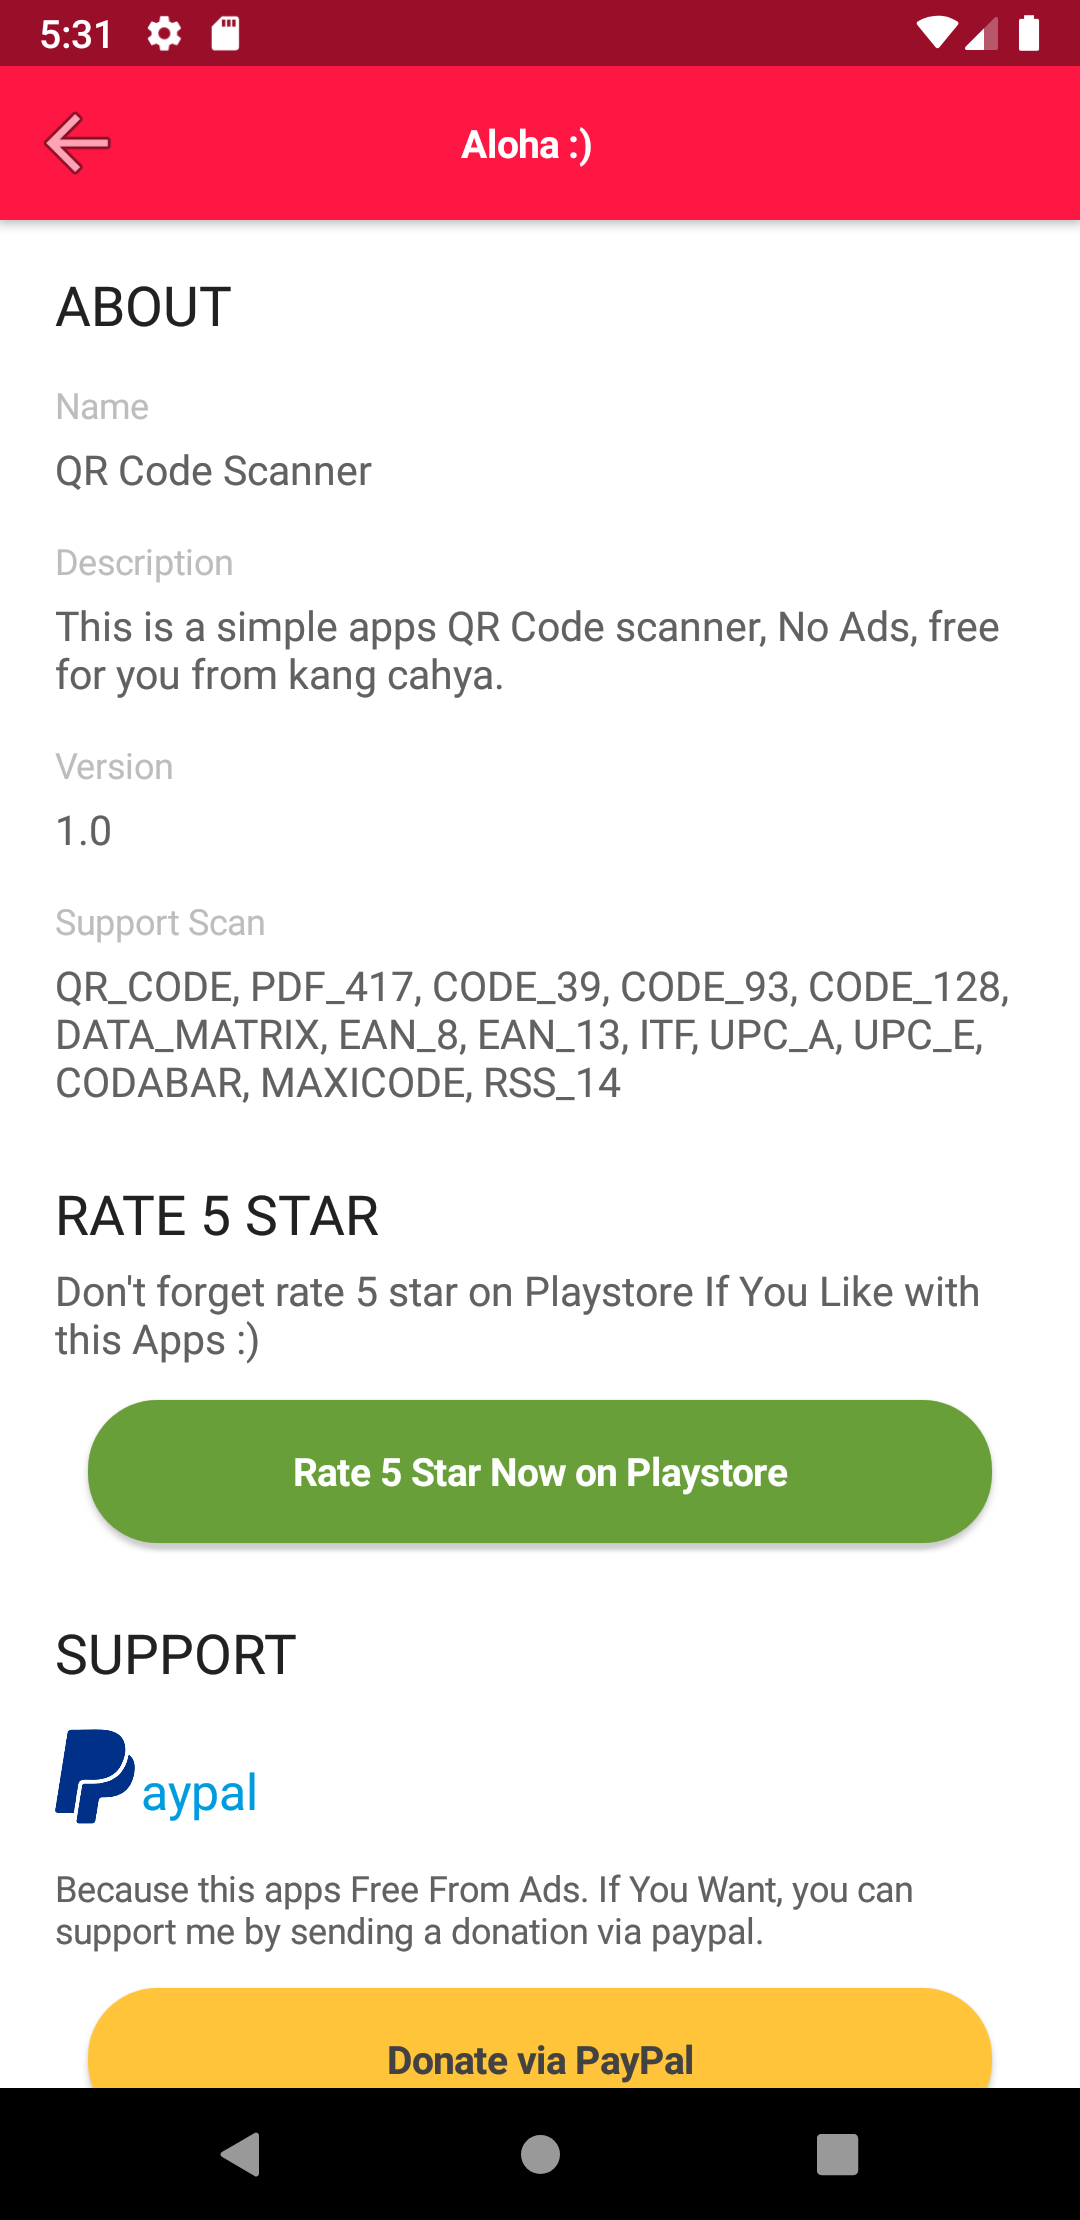 5:31
Aloha :)
ABOUT
Name
QR Code Scanner
Description
This is a simple apps QR Code scanner, No Ads, free
for you from kang cahya.
Version
1.0
Support Scan
QR_CODE, PDF_417, CODE_39, CODE_93, CODE_128,
DATA_MATRIX, EAN_8, EAN_13, ITF, UPC_A, UPC_E,
CODABAR, MAXICODE, RSS_14
RATE 5 STAR
Don't forget rate 5 star on Playstore If You Like with
this Apps :)
Rate 5 Star Now on Playstore
SUPPORT
Paypal
Because this apps Free From Ads. If You Want, you can
support me by sending a donation via paypal.
Donate via PayPal